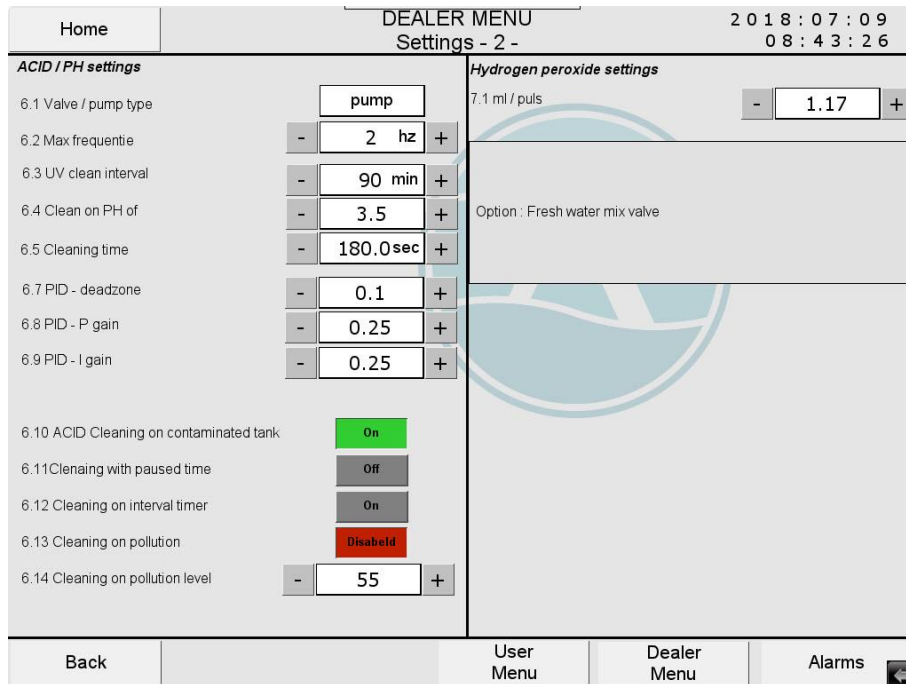 Home
DEALER MENU
Settings - 2 -
2018:07:09
08:43:26
ACID / PH settings
6.1 Valve / pump type
pump
6.2 Max frequentie
- 2 hz +
6.3 UV clean interval
- 90 min +
6.4 Clean on PH of
- 3.5 +
6.5 Cleaning time
- 180.0 sec +
6.7 PID - deadzone
- 0.1 +
6.8 PID - P gain
- 0.25 +
6.9 PID - I gain
- 0.25 +
6.10 ACID Cleaning on contaminated tank
On
6.11Clenaing with paused time
Off
6.12 Cleaning on interval timer
On
6.13 Cleaning on pollution
Disabeld
6.14 Cleaning on pollution level
- 55 +
Hydrogen peroxide settings
7.1 ml / puls
- 1.17 +
Option : Fresh water mix valve
Back
User
Menu
Dealer
Menu
Alarms